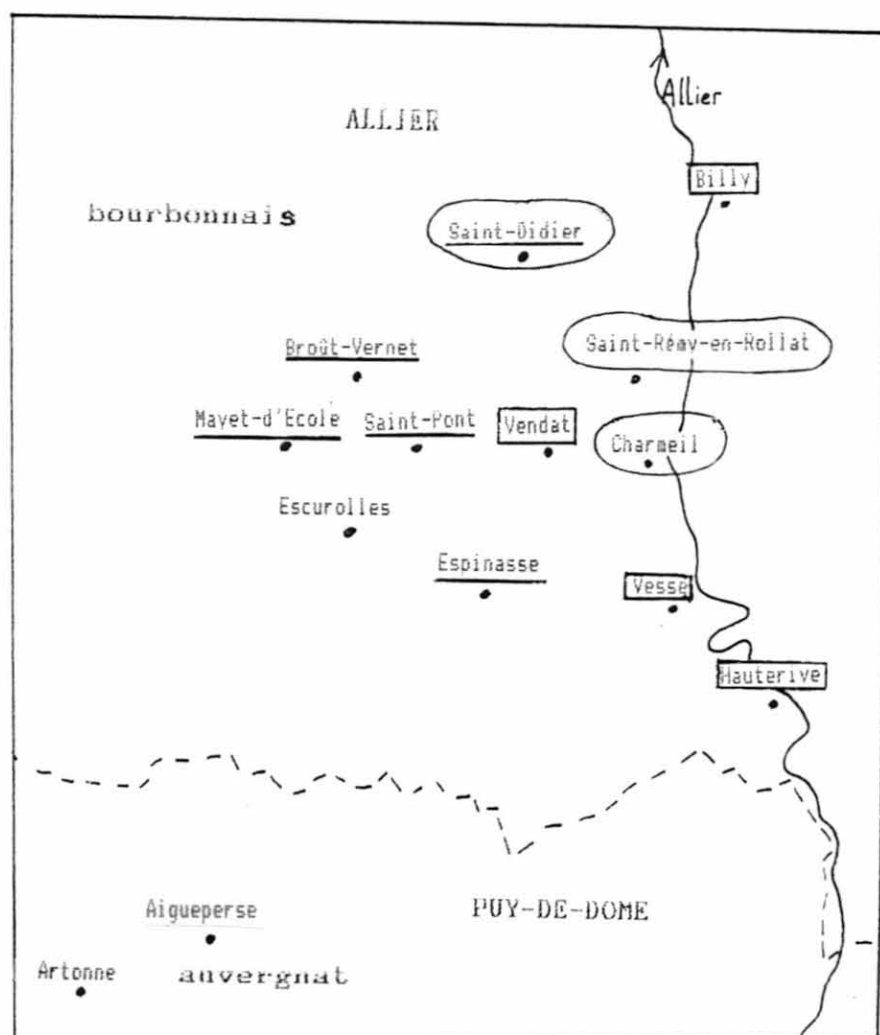 Allier
ALLIER
Billy
bourbonnais
Saint-Didier
Saint-Rémy-en-Rollat
Broût-Vernet
Mayet-d'Ecole Saint-Pont Vendat
Charmeil
Escurolles
Espinasse
Vesse
Hauterive
Aigueperse
PUY-DE-DOME
Artonne
auvergnat